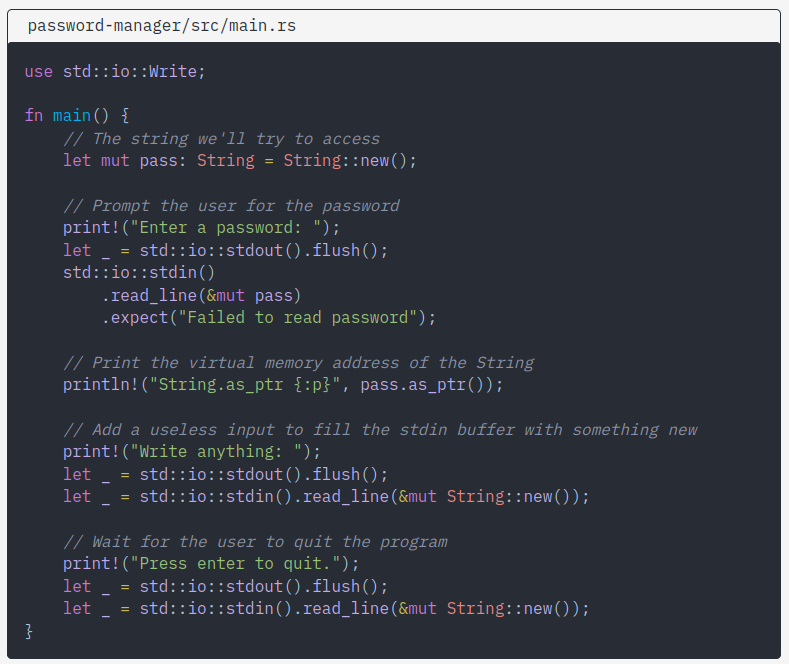 password-manager/src/main.rs
use std::io::Write;
fn main() {
    // The string we'll try to access
    let mut pass: String = String::new();
    // Prompt the user for the password
    print!("Enter a password: ");
    let _ = std::io::stdout().flush();
    std::io::stdin()
        .read_line(&mut pass)
        .expect("Failed to read password");
    // Print the virtual memory address of the String
    println!("String.as_ptr {:p}", pass.as_ptr());
    // Add a useless input to fill the stdin buffer with something new
    print!("Write anything: ");
    let _ = std::io::stdout().flush();
    let _ = std::io::stdin().read_line(&mut String::new());
    // Wait for the user to quit the program
    print!("Press enter to quit.");
    let _ = std::io::stdout().flush();
    let _ = std::io::stdin().read_line(&mut String::new());
}